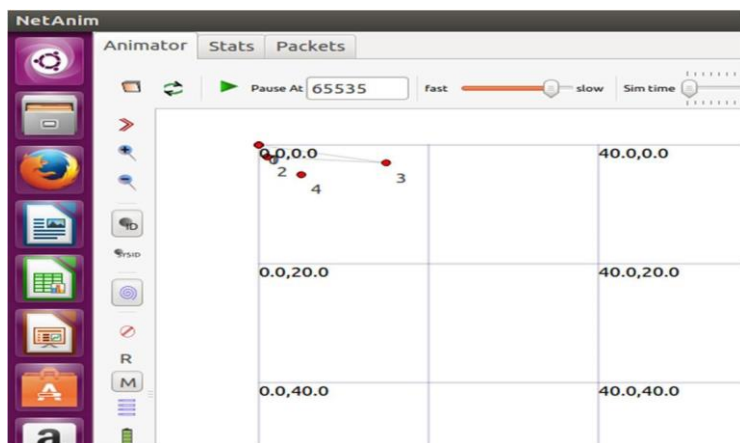 NetAnim
Animator Stats Packets
Pause At 65535 fast slow Sim time
0.0,0.0 40.0,0.0
2 3
4
ID
SYSID
0.0,20.0 40.0,20.0
R
M
0.0,40.0 40.0,40.0